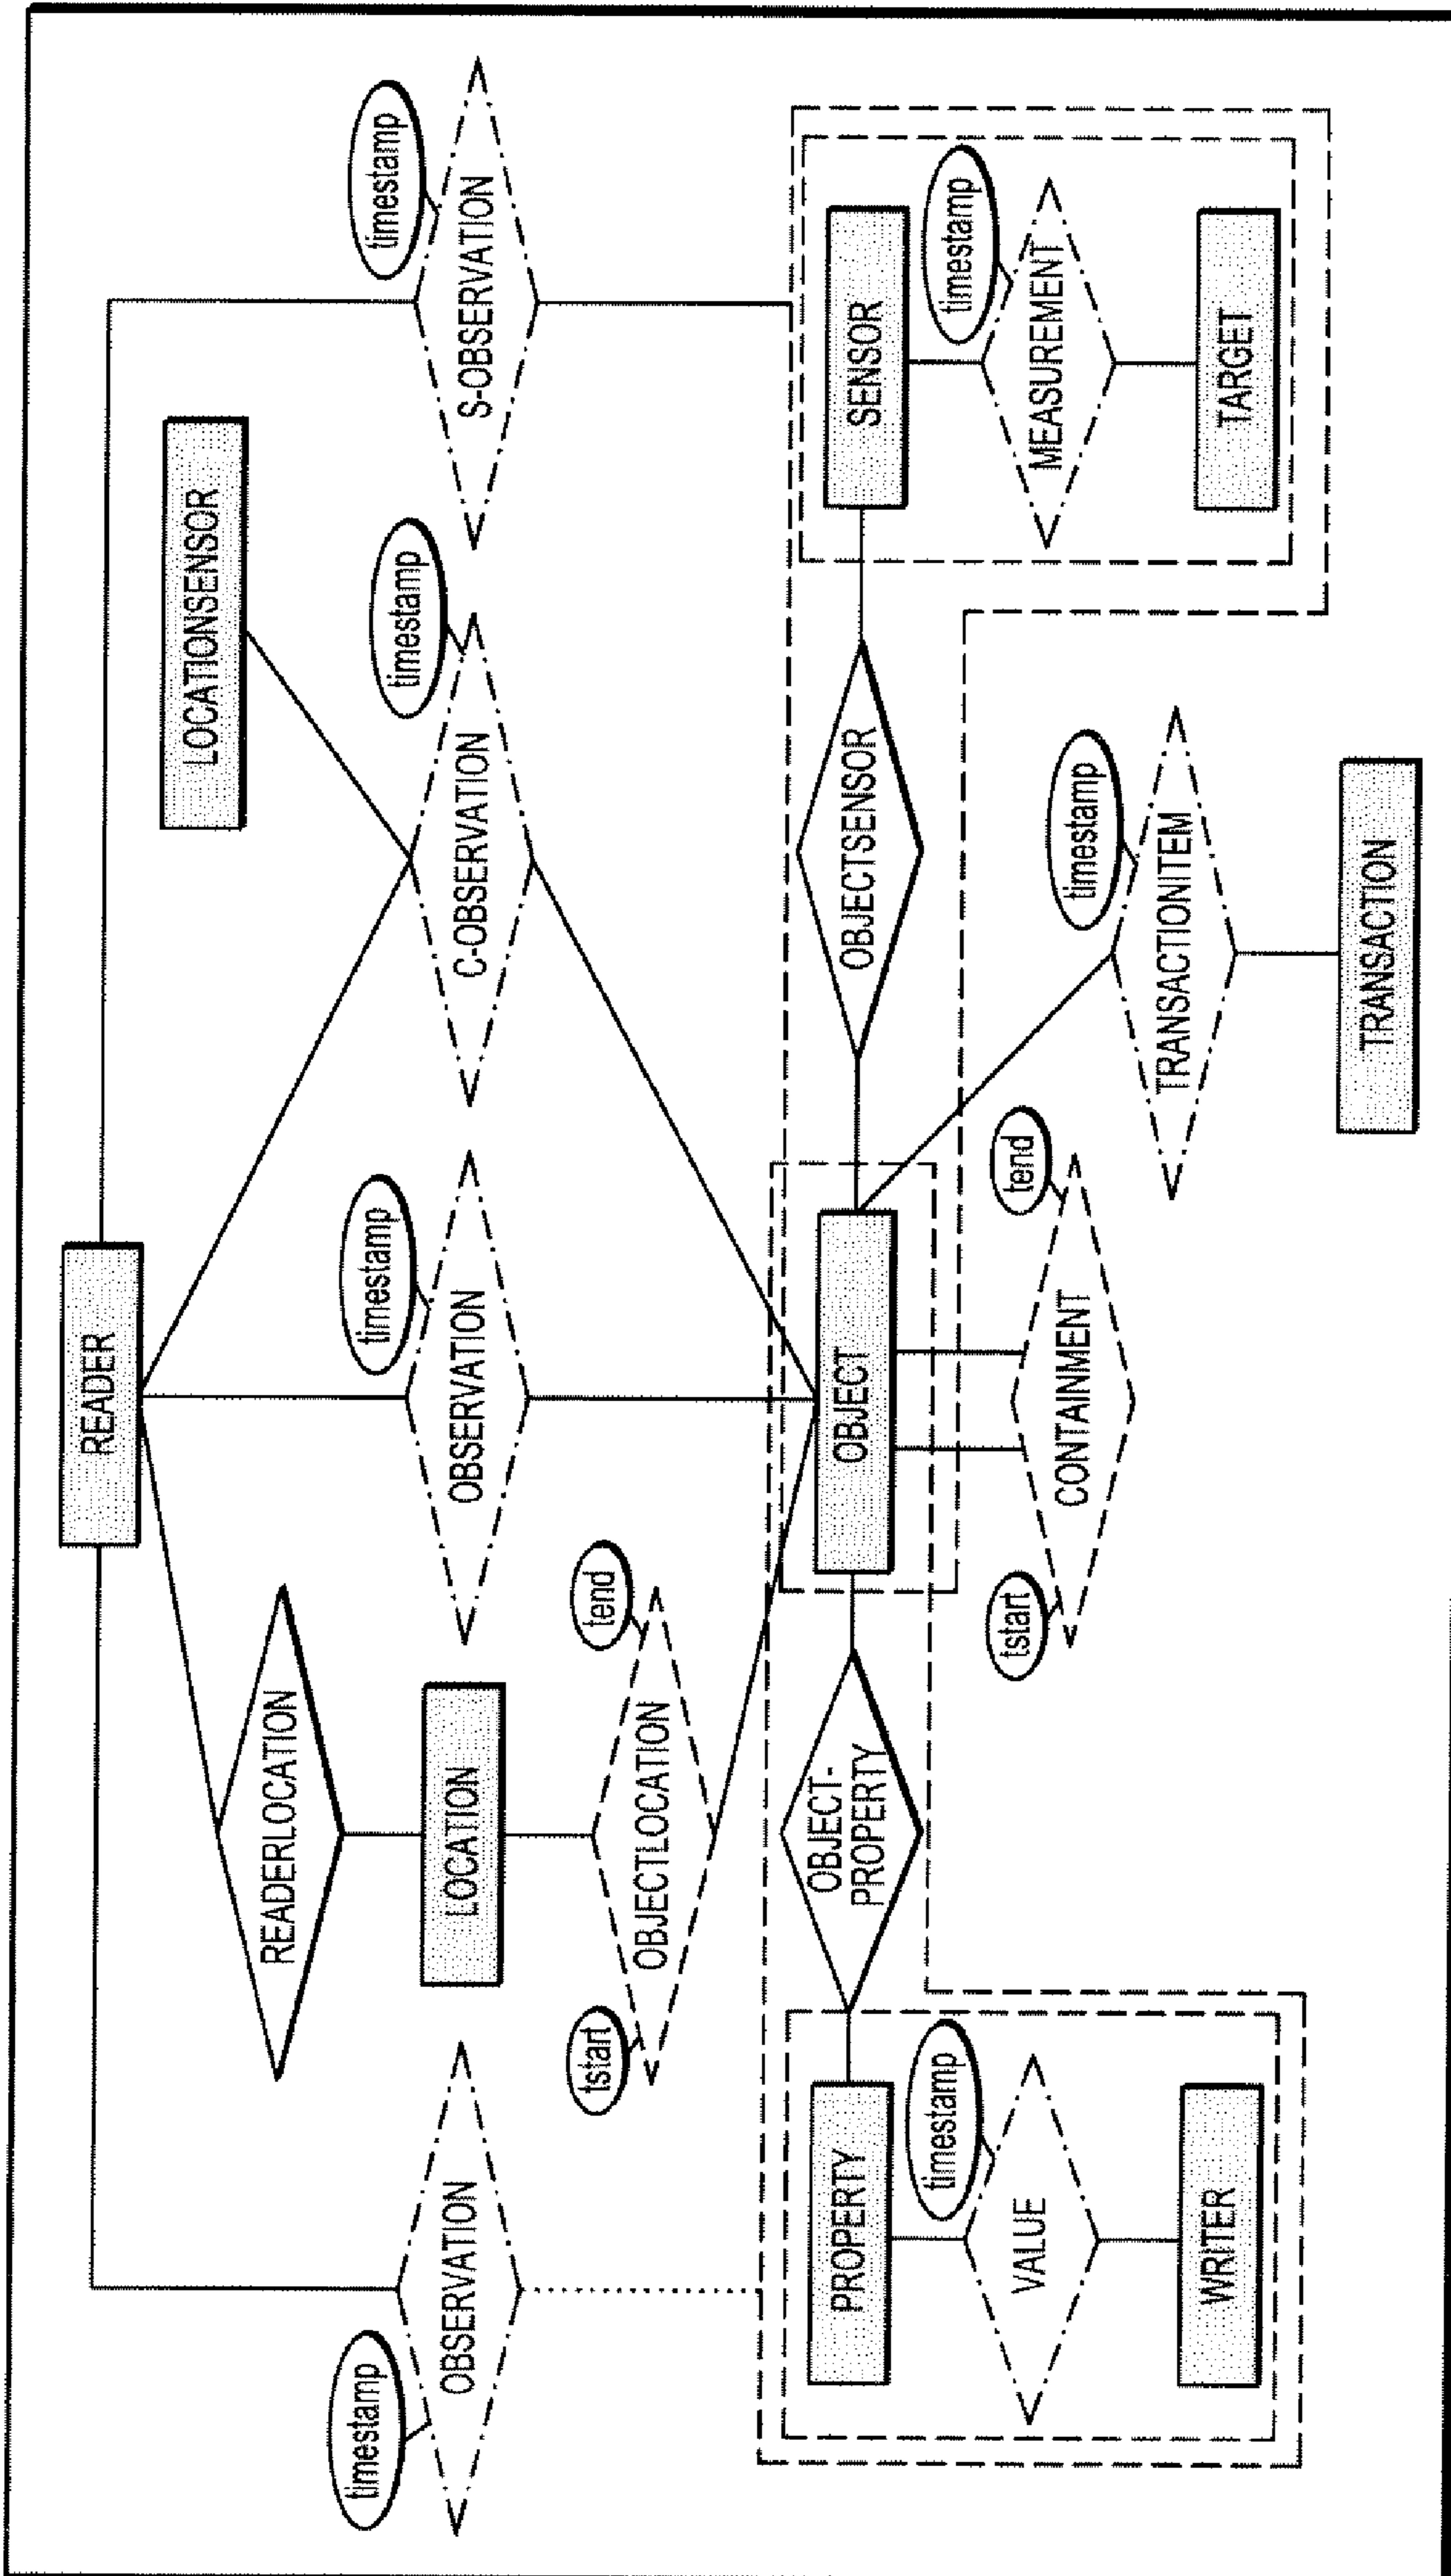 READER
LOCATIONSENSOR
READERLOCATION
timestamp
OBSERVATION
LOCATION
timestamp
OBSERVATION
timestamp
C-OBSERVATION
timestamp
S-OBSERVATION
tstart
OBJECTLOCATION
tend
PROPERTY
OBJECT-
PROPERTY
OBJECT
OBJECTSENSOR
SENSOR
timestamp
VALUE
WRITER
tstart
CONTAINMENT
tend
timestamp
TRANSACTIONITEM
TRANSACTION
timestamp
MEASUREMENT
TARGET